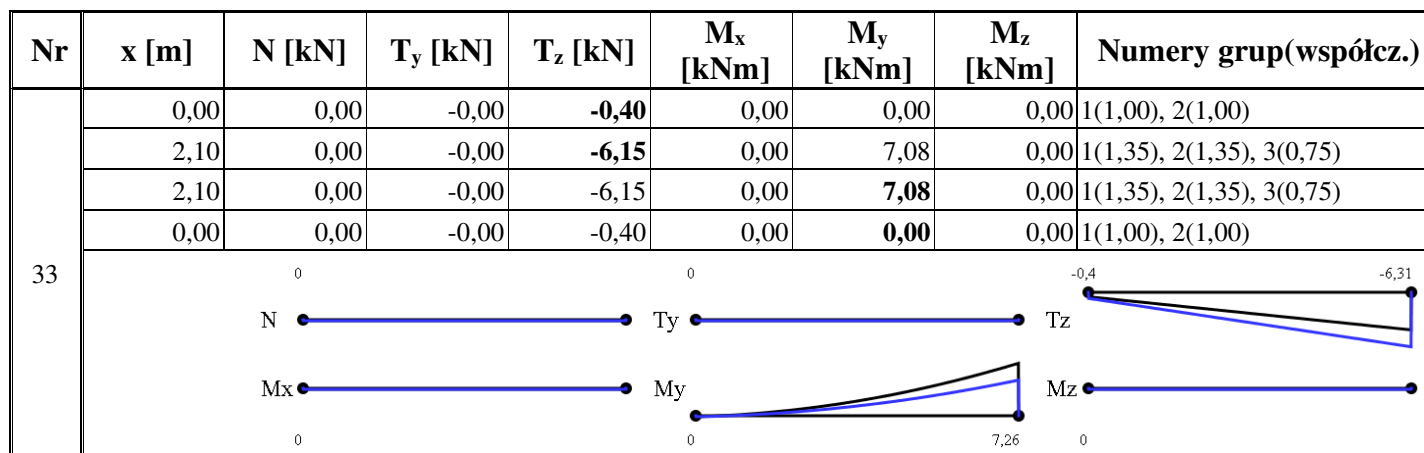 Nr x [m] N [kN] Ty [kN] Tz [kN] Mx [kNm] My [kNm] Mz [kNm] Numery grup(współcz.)
0,00 0,00 -0,00 -0,40 0,00 0,00 0,00 1(1,00), 2(1,00)
2,10 0,00 -0,00 -6,15 0,00 7,08 0,00 1(1,35), 2(1,35), 3(0,75)
2,10 0,00 -0,00 -6,15 0,00 7,08 0,00 1(1,35), 2(1,35), 3(0,75)
0,00 0,00 -0,00 -0,40 0,00 0,00 0,00 1(1,00), 2(1,00)
33
0 0 -0,4 -6,31
N Ty Tz
Mx My Mz
0 0 7,26 0